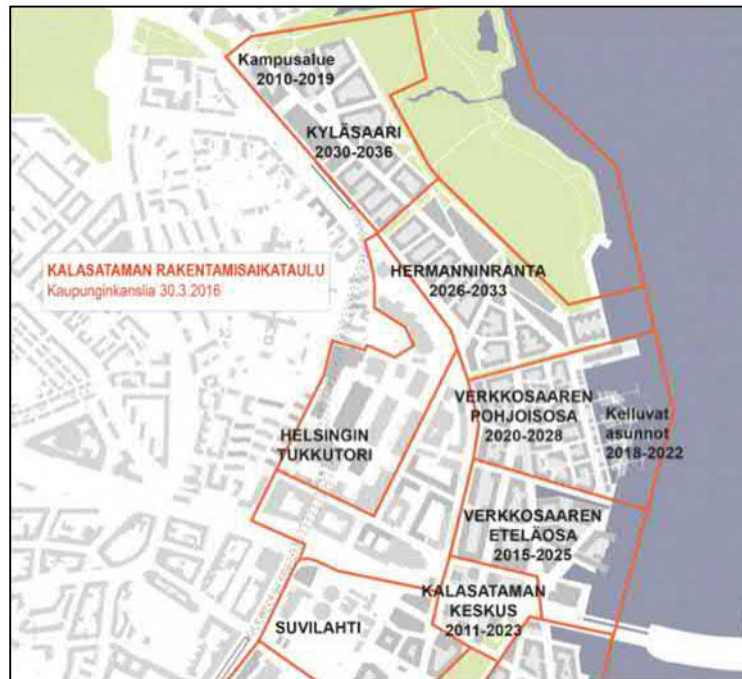 Kampusalue
2010-2019
KYLÄSAARI
2030-2036
KALASATAMAN RAKENTAMISAIKATAULU
Kaupunginkanslia 30.3.2016
HERMANNINRANTA
2026-2033
VERKKOSAAREN
POHJOISOSA
2020-2028
Kelluvat
asunnot
2018-2022
HELSINGIN
TUKKUTORI
VERKKOSAAREN
ETELÄOSA
2015-2025
KALASATAMAN
KESKUS
2011-2023
SUVILAHTI